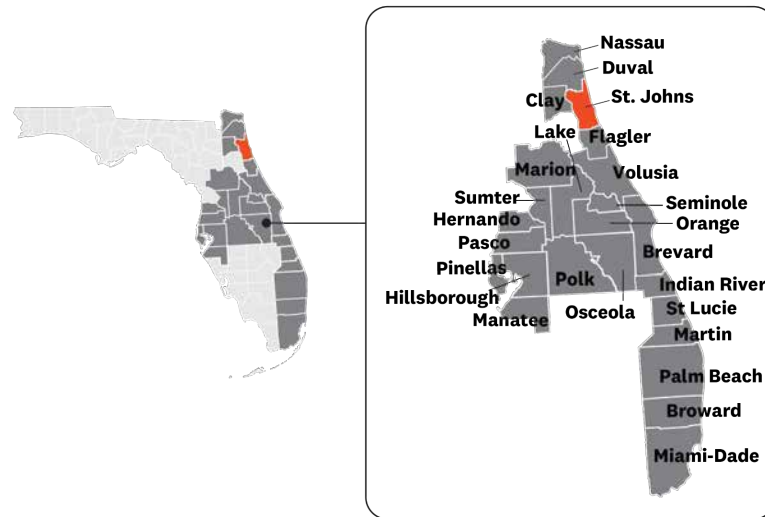 Nassau
Duval
Clay
St. Johns
Lake
Flagler
Marion
Volusia
Sumter
Seminole
Hernando
Orange
Pasco
Brevard
Pinellas
Polk
Indian River
Hillsborough
Osceola
St Lucie
Manatee
Martin
Palm Beach
Broward
Miami-Dade